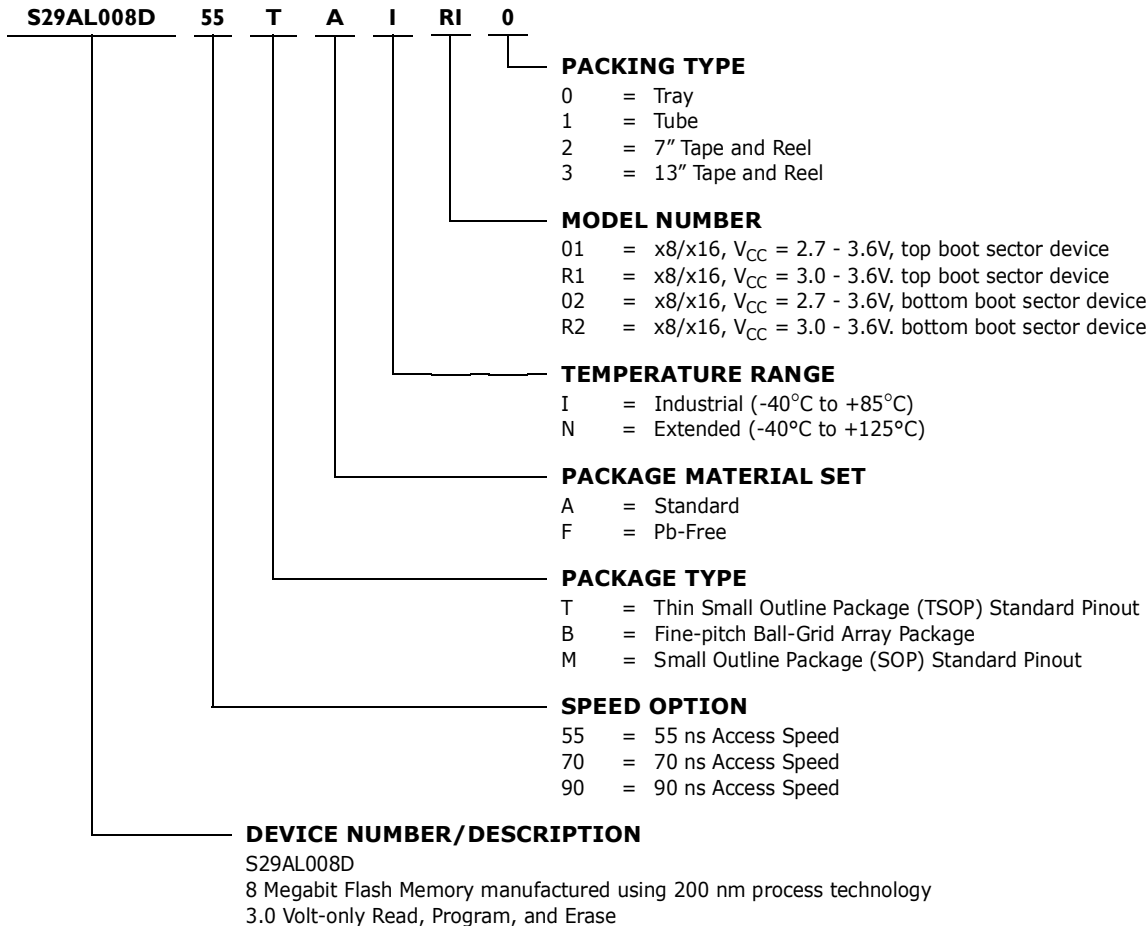 S29AL008D 55 T A I RI 0
PACKING TYPE
0 = Tray
1 = Tube
2 = 7” Tape and Reel
3 = 13” Tape and Reel
MODEL NUMBER
01 = x8/x16, VCC = 2.7 - 3.6V, top boot sector device
R1 = x8/x16, VCC = 3.0 - 3.6V. top boot sector device
02 = x8/x16, VCC = 2.7 - 3.6V, bottom boot sector device
R2 = x8/x16, VCC = 3.0 - 3.6V. bottom boot sector device
TEMPERATURE RANGE
I = Industrial (-40°C to +85°C)
N = Extended (-40°C to +125°C)
PACKAGE MATERIAL SET
A = Standard
F = Pb-Free
PACKAGE TYPE
T = Thin Small Outline Package (TSOP) Standard Pinout
B = Fine-pitch Ball-Grid Array Package
M = Small Outline Package (SOP) Standard Pinout
SPEED OPTION
55 = 55 ns Access Speed
70 = 70 ns Access Speed
90 = 90 ns Access Speed
DEVICE NUMBER/DESCRIPTION
S29AL008D
8 Megabit Flash Memory manufactured using 200 nm process technology
3.0 Volt-only Read, Program, and Erase